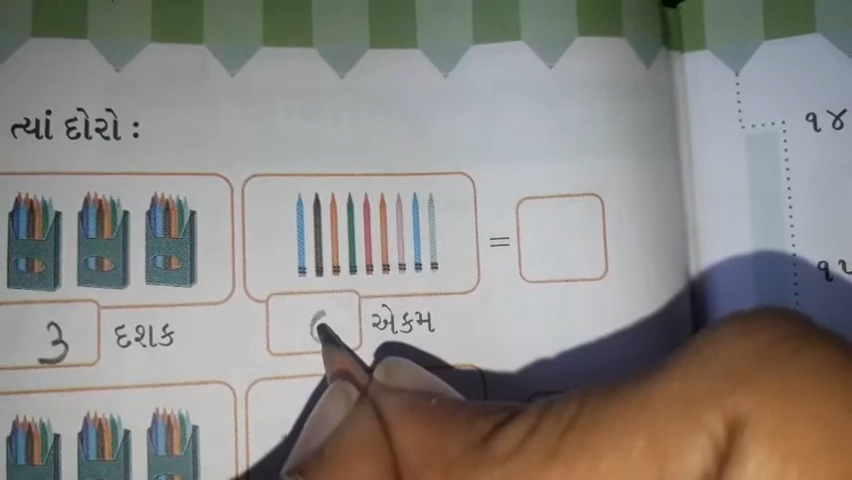 ત્યાં દોરો :
=
3 દશક
એકમ
૧૪